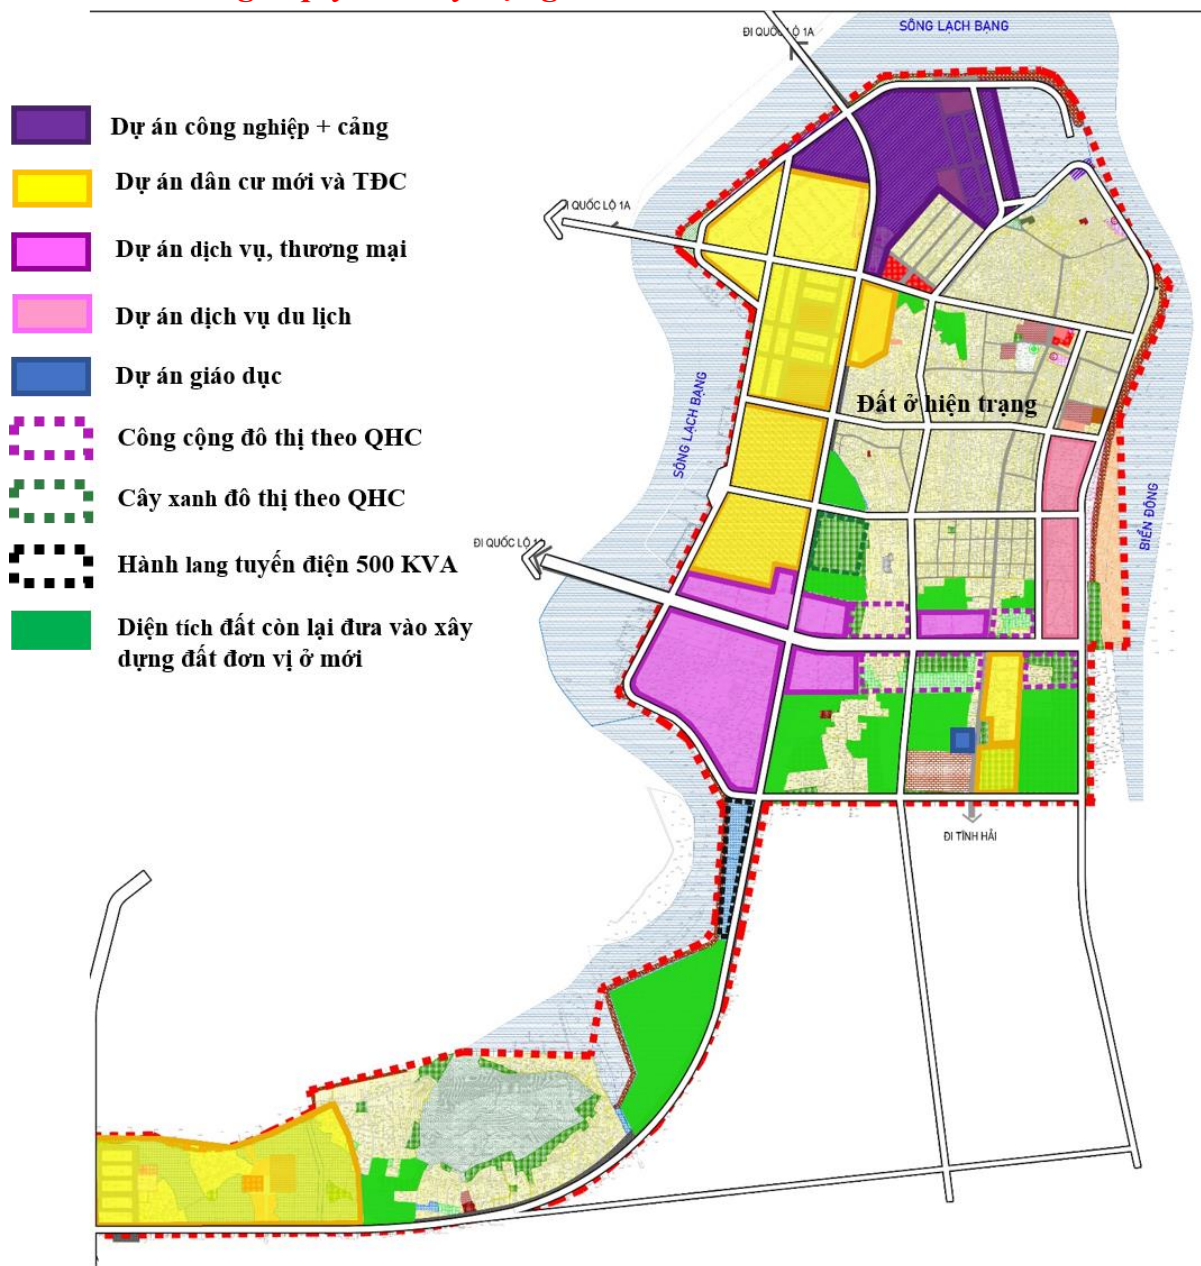 SÔNG LẠCH BẠNG
ĐI QUỐC LỘ 1A
Dự án công nghiệp + cảng
Dự án dân cư mới và TĐC
ĐI QUỐC LỘ 1A
Dự án dịch vụ, thương mại
Dự án dịch vụ du lịch
Dự án giáo dục
SÔNG LẠCH BẠNG
Đất ở hiện trạng
Công cộng đô thị theo QHC
Cây xanh đô thị theo QHC
BIỂN ĐÔNG
ĐI QUỐC LỘ
Hành lang tuyến điện 500 KVA
Diện tích đất còn lại đưa vào xây
dựng đất đơn vị ở mới
ĐI TĨNH HẢI